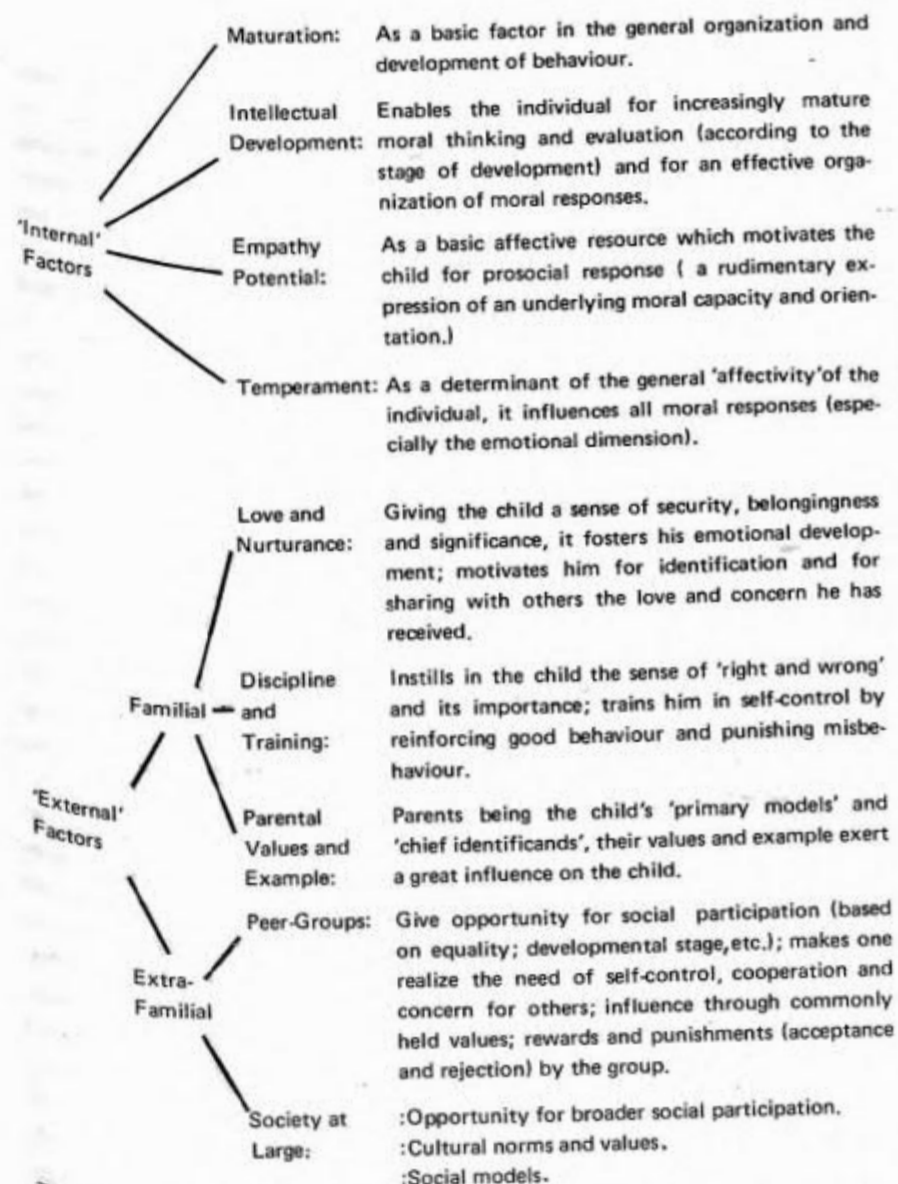 Maturation: As a basic factor in the general organization and
development of behaviour.
Intellectual Enables the individual for increasingly mature
Development: moral thinking and evaluation (according to the
stage of development) and for an effective orga-
nization of moral responses.
'Internal'
Factors
Empathy As a basic affective resource which motivates the
Potential: child for prosocial response ( a rudimentary ex-
pression of an underlying moral capacity and orien-
tation.)
Temperament: As a determinant of the general 'affectivity'of the
individual, it influences all moral responses (espe-
cially the emotional dimension).
Love and Giving the child a sense of security, belongingness
Nurturance: and significance, it fosters his emotional develop-
ment; motivates him for identification and for
sharing with others the love and concern he has
received.
Discipline Instills in the child the sense of 'right and wrong'
Familial and and its importance; trains him in self-control by
Training: reinforcing good behaviour and punishing misbe-
haviour.
'External'
Factors
Parental Parents being the child's 'primary models' and
Values and 'chief identificands', their values and example exert
Example: a great influence on the child.
Peer-Groups: Give opportunity for social participation (based
on equality; developmental stage,etc.); makes one
Extra- realize the need of self-control, cooperation and
Familial concern for others; influence through commonly
held values; rewards and punishments (acceptance
and rejection) by the group.
Society at :Opportunity for broader social participation.
Large: :Cultural norms and values.
:Social models.